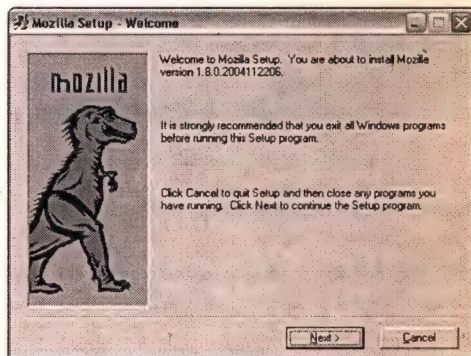 Mozilla Setup - Welcome
mozilla
Welcome to Mozilla Setup. You are about to install Mozilla
version 1.8.0.2004112206.
It is strongly recommended that you exit all Windows programs
before running this Setup program.
Click Cancel to quit Setup and then close any programs you
have running. Click Next to continue the Setup program.
Next >
Cancel